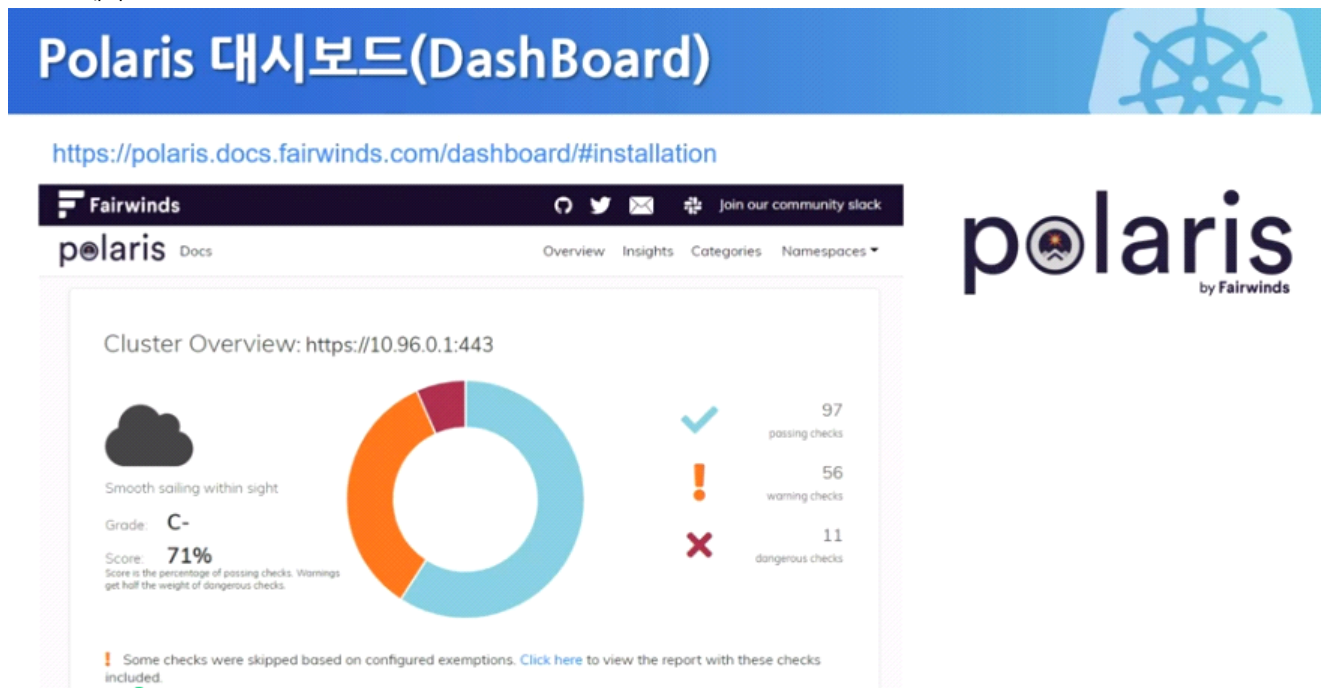 Polaris 대시보드(DashBoard)
https://polaris.docs.fairwinds.com/dashboard/#installation
Fairwinds
Join our community slack
polaris Docs
Overview Insights Categories Namespaces
polaris
by Fairwinds
Cluster Overview: https://10.96.0.1:443
Smooth sailing within sight
Grade: C-
Score: 71%
Score is the percentage of passing checks. Warnings
get half the weight of dangerous checks.
97
passing checks
56
warning checks
11
dangerous checks
Some checks were skipped based on configured exemptions. Click here to view the report with these checks
included.